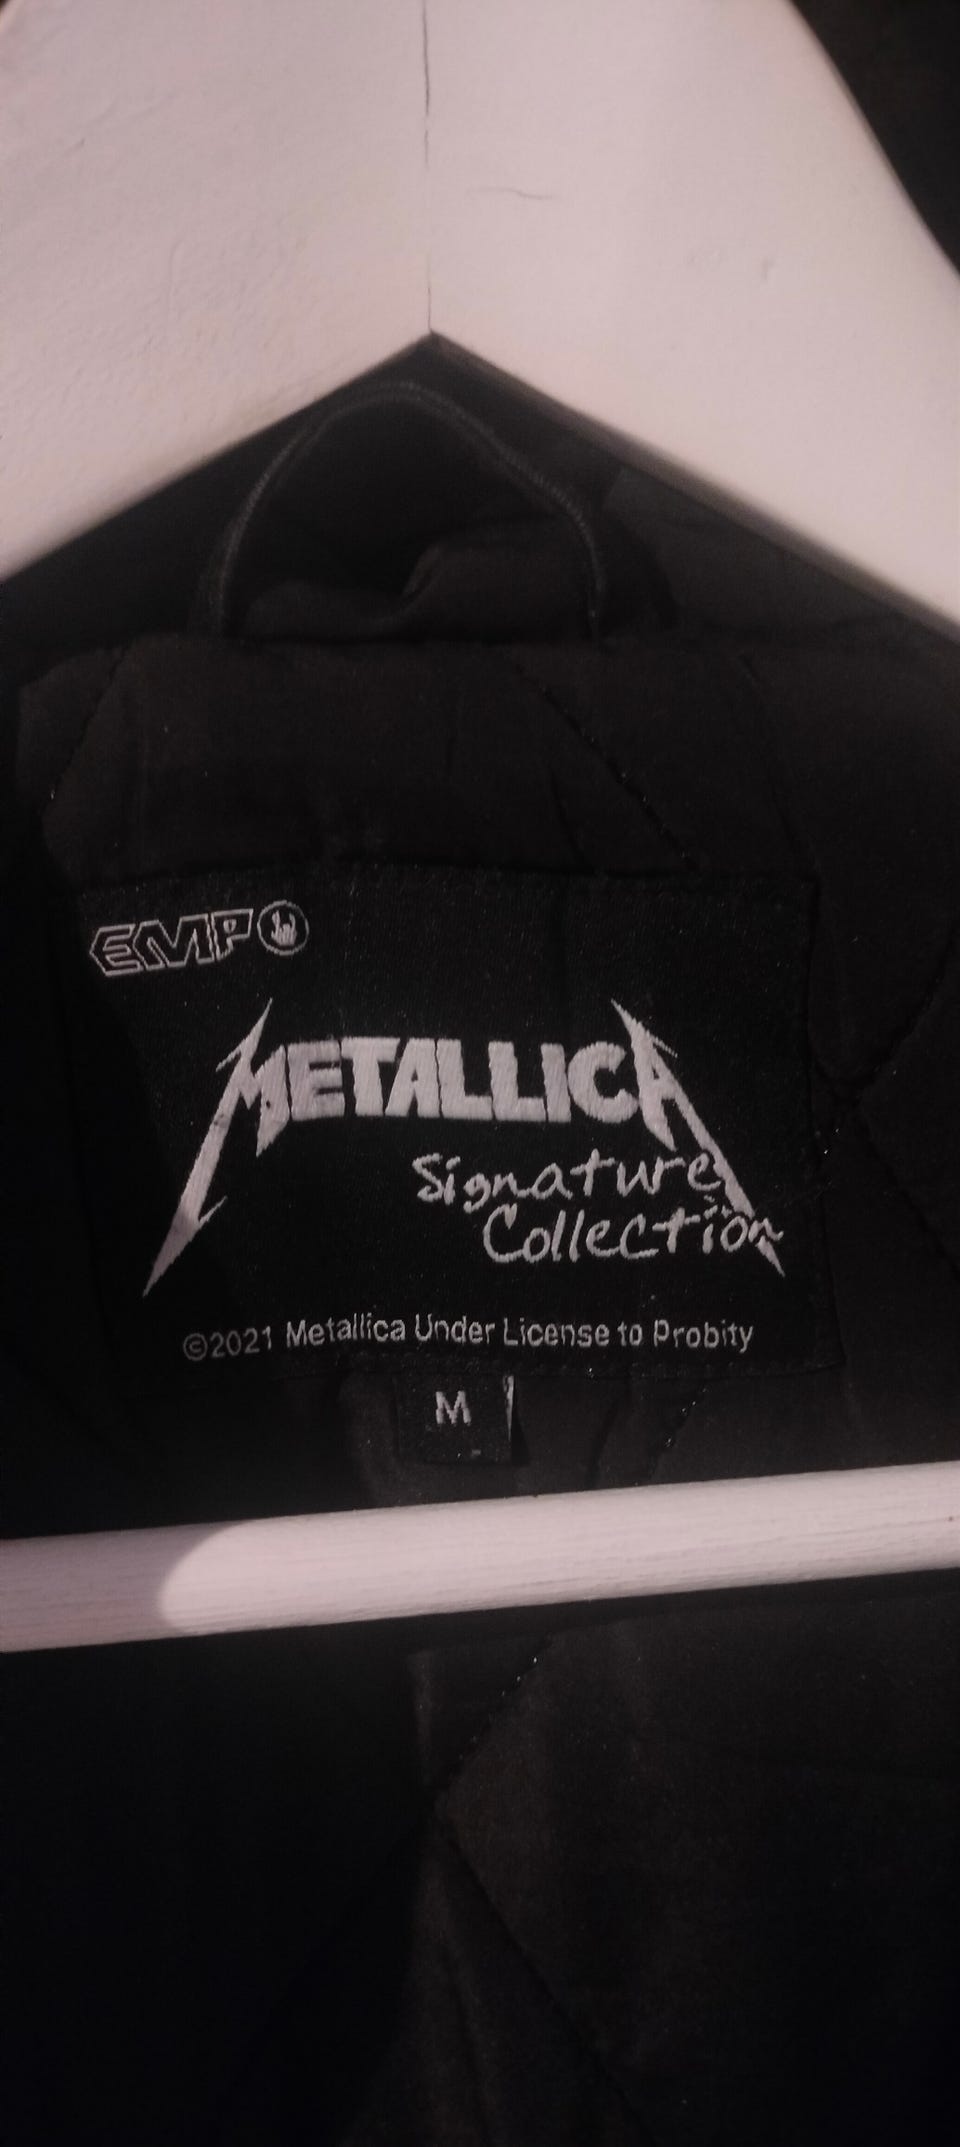 EMP
METALLICA
Signature
Collection
©2021 Metallica Under License to Probity
M